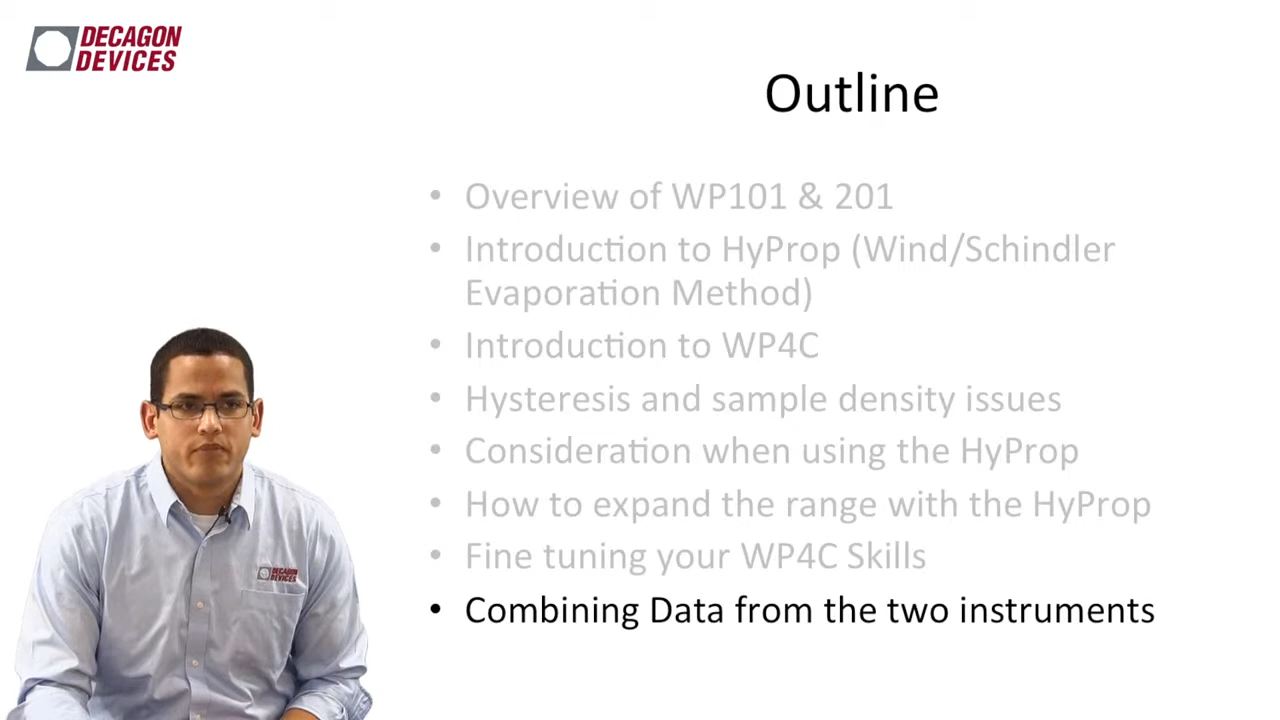 DECAGON
DEVICES
Outline
• Overview of WP101 & 201
• Introduction to HyProp (Wind/Schindler
Evaporation Method)
• Introduction to WP4C
• Hysteresis and sample density issues
• Consideration when using the HyProp
• How to expand the range with the HyProp
• Fine tuning your WP4C Skills
• Combining Data from the two instruments
DECAGON
DEVICES